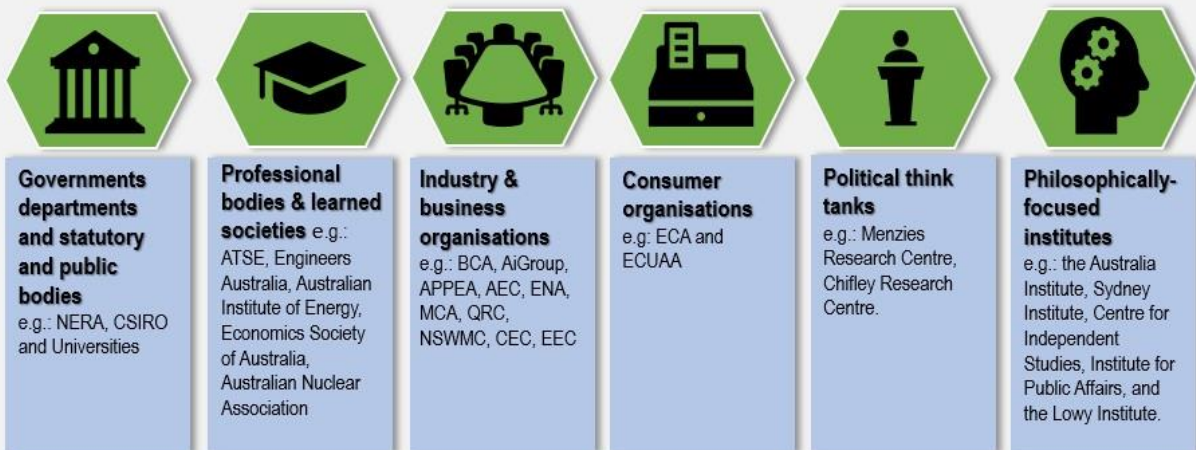 Governments
departments
and statutory
and public
bodies
e.g.: NERA, CSIRO
and Universities
Professional
bodies & learned
societies e.g.:
ATSE, Engineers
Australia, Australian
Institute of Energy,
Economics Society
of Australia,
Australian Nuclear
Association
Industry &
business
organisations
e.g.: BCA, AiGroup,
APPEA, AEC, ENA,
MCA, QRC,
NSWMC, CEC, EEC
Consumer
organisations
e.g: ECA and
ECUAA
Political think
tanks
e.g.: Menzies
Research Centre,
Chifley Research
Centre.
Philosophically-
focused
institutes
e.g.: the Australia
Institute, Sydney
Institute, Centre for
Independent
Studies, Institute for
Public Affairs, and
the Lowy Institute.